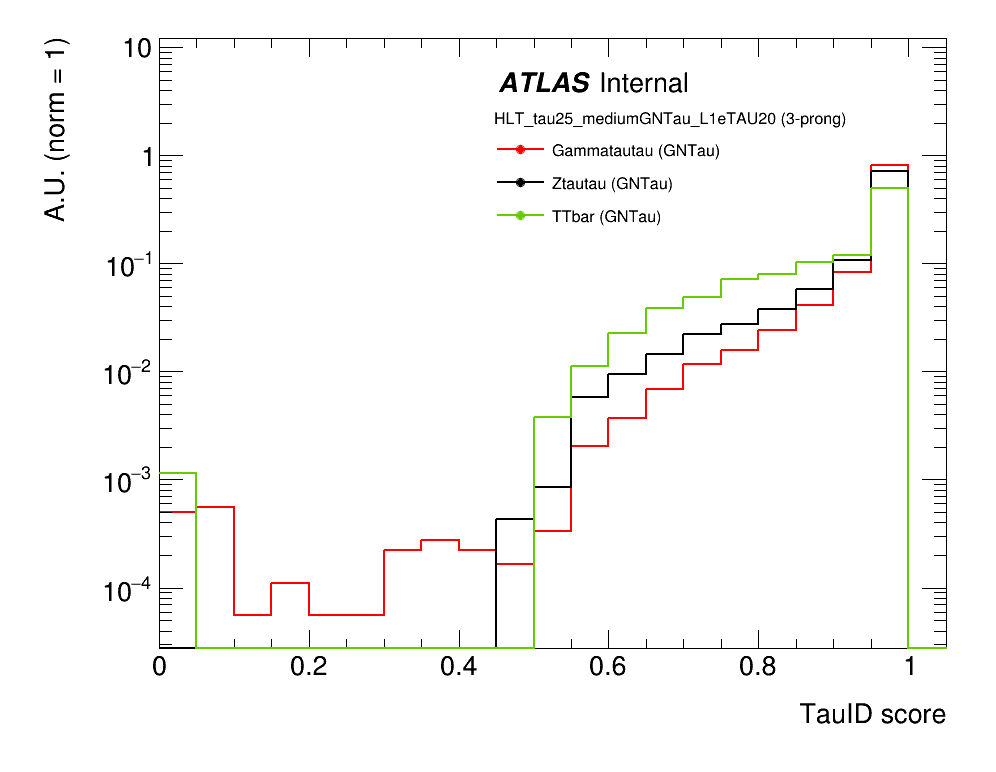 A.U. (norm = 1)
ATLAS Internal
HLT_tau25_mediumGNTau_L1eTAU20 (3-prong)
Gammatautau (GNTau)
Ztautau (GNTau)
TTbar (GNTau)
10
1
10⁻¹
10⁻²
10⁻³
10⁻⁴
0 0.2 0.4 0.6 0.8 1
TauID score